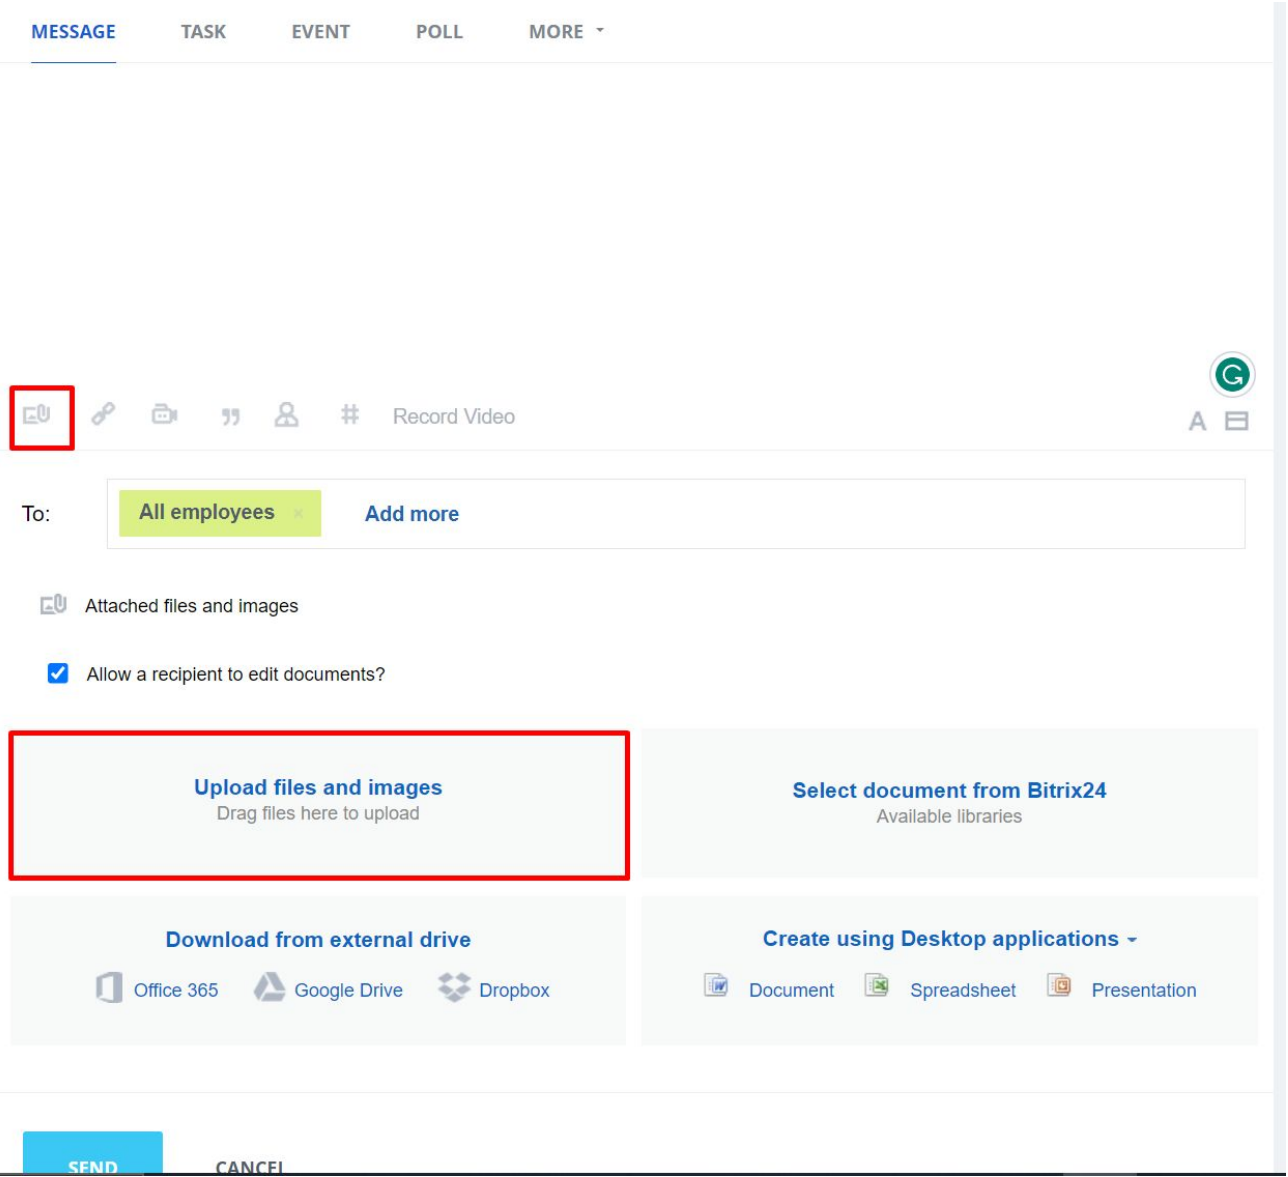 MESSAGE TASK EVENT POLL MORE
Record Video
A
To: All employees × Add more
Attached files and images
Allow a recipient to edit documents?
Upload files and images
Drag files here to upload
Select document from Bitrix24
Available libraries
Download from external drive
Office 365 Google Drive Dropbox
Create using Desktop applications
Document Spreadsheet Presentation
SEND CANCEL